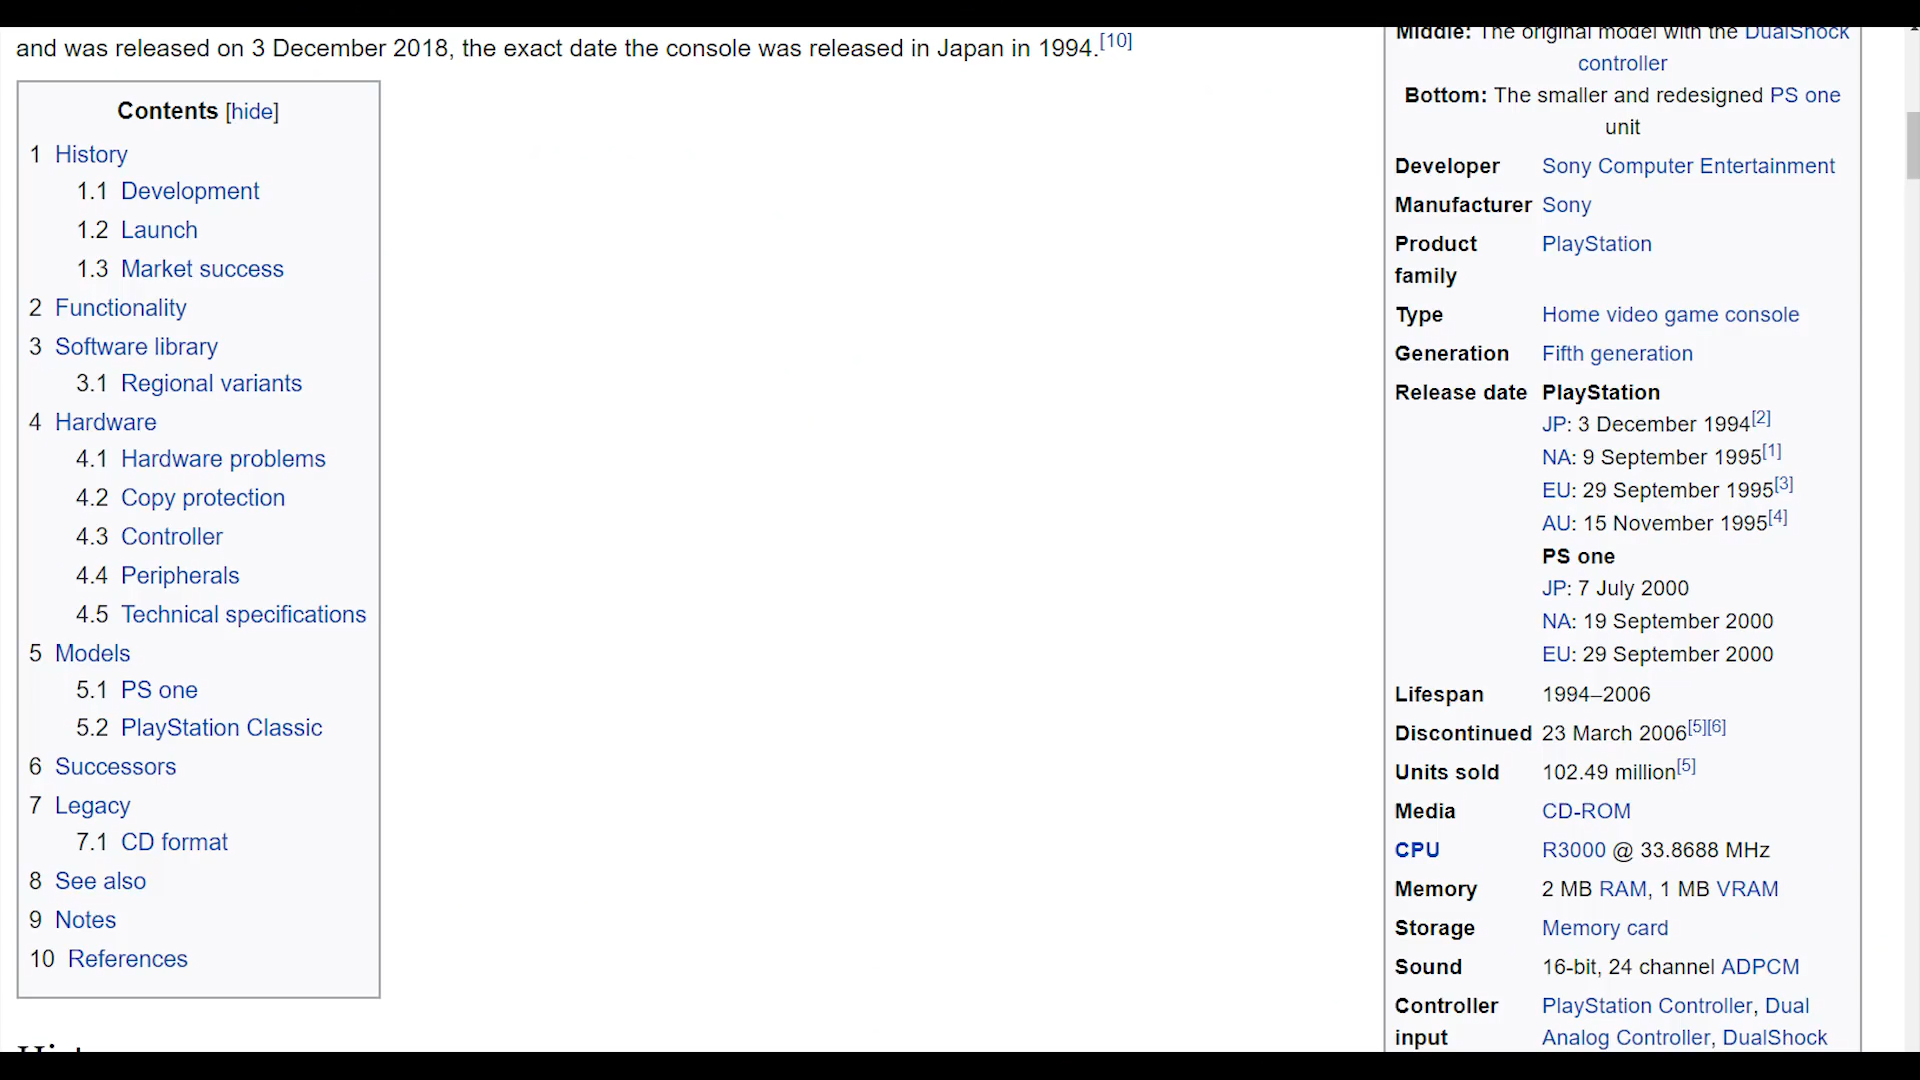 and was released on 3 December 2018, the exact date the console was released in Japan in 1994.[10]
Contents [hide]
1 History
1.1 Development
1.2 Launch
1.3 Market success
2 Functionality
3 Software library
3.1 Regional variants
4 Hardware
4.1 Hardware problems
4.2 Copy protection
4.3 Controller
4.4 Peripherals
4.5 Technical specifications
5 Models
5.1 PS one
5.2 PlayStation Classic
6 Successors
7 Legacy
7.1 CD format
8 See also
9 Notes
10 References
Middle: The original model with the DualShock
controller
Bottom: The smaller and redesigned PS one
unit
Developer Sony Computer Entertainment
Manufacturer Sony
Product PlayStation
family
Type Home video game console
Generation Fifth generation
Release date PlayStation
JP: 3 December 1994[2]
NA: 9 September 1995[1]
EU: 29 September 1995[3]
AU: 15 November 1995[4]
PS one
JP: 7 July 2000
NA: 19 September 2000
EU: 29 September 2000
Lifespan 1994–2006
Discontinued 23 March 2006[5][6]
Units sold 102.49 million[5]
Media CD-ROM
CPU R3000 @ 33.8688 MHz
Memory 2 MB RAM, 1 MB VRAM
Storage Memory card
Sound 16-bit, 24 channel ADPCM
Controller PlayStation Controller, Dual
input Analog Controller, DualShock